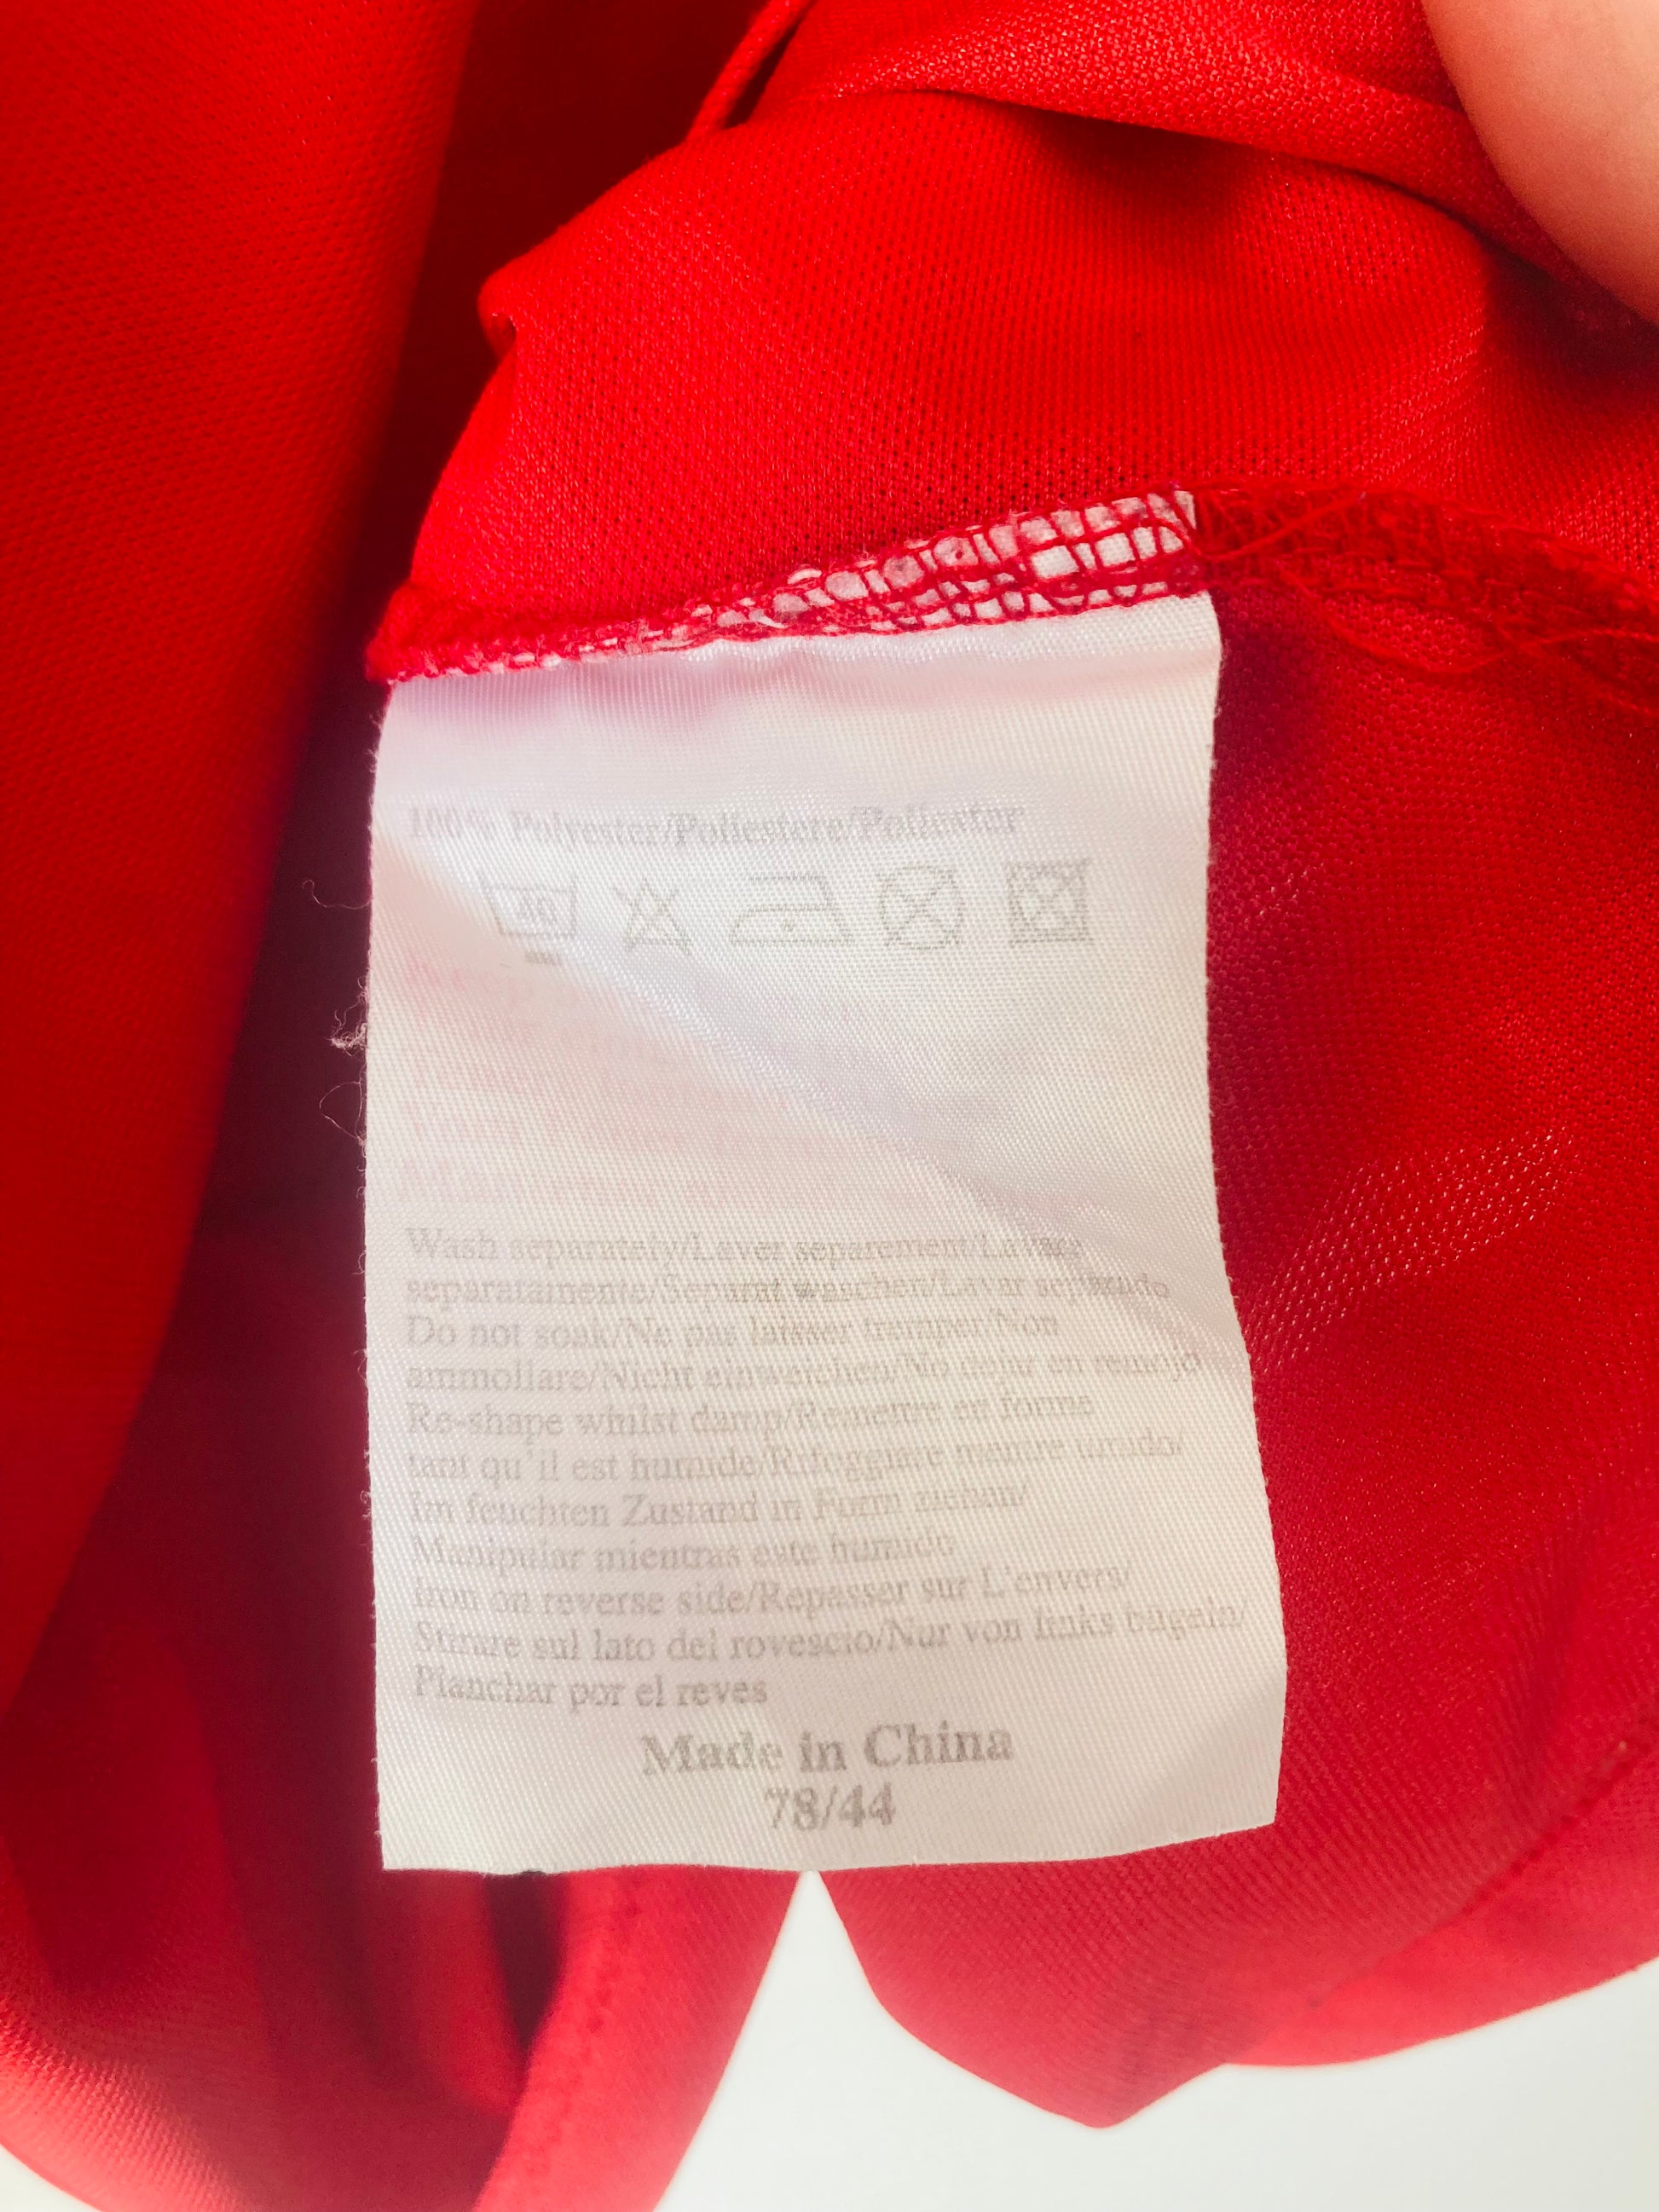 100% Polyester/Poliestere/Poliester
40
Wash separately/Laver separement/Lavare
separatamente/Separat waschen/Lavar separado
Do not soak/Ne pas laisser tremper/Non
ammollare/Nicht einweichen/No dejar en remojo
Re-shape whilst damp/Remettre en forme
tant qu'il est humide/Rifoggiare mentre umido/
Im feuchten Zustand in Form ziehen/
Manipular mientras este humido
iron on reverse side/Repasser sur L'envers/
Stirare sul lato del rovescio/Nur von links bugeln/
Planchar por el reves
Made in China
78/44